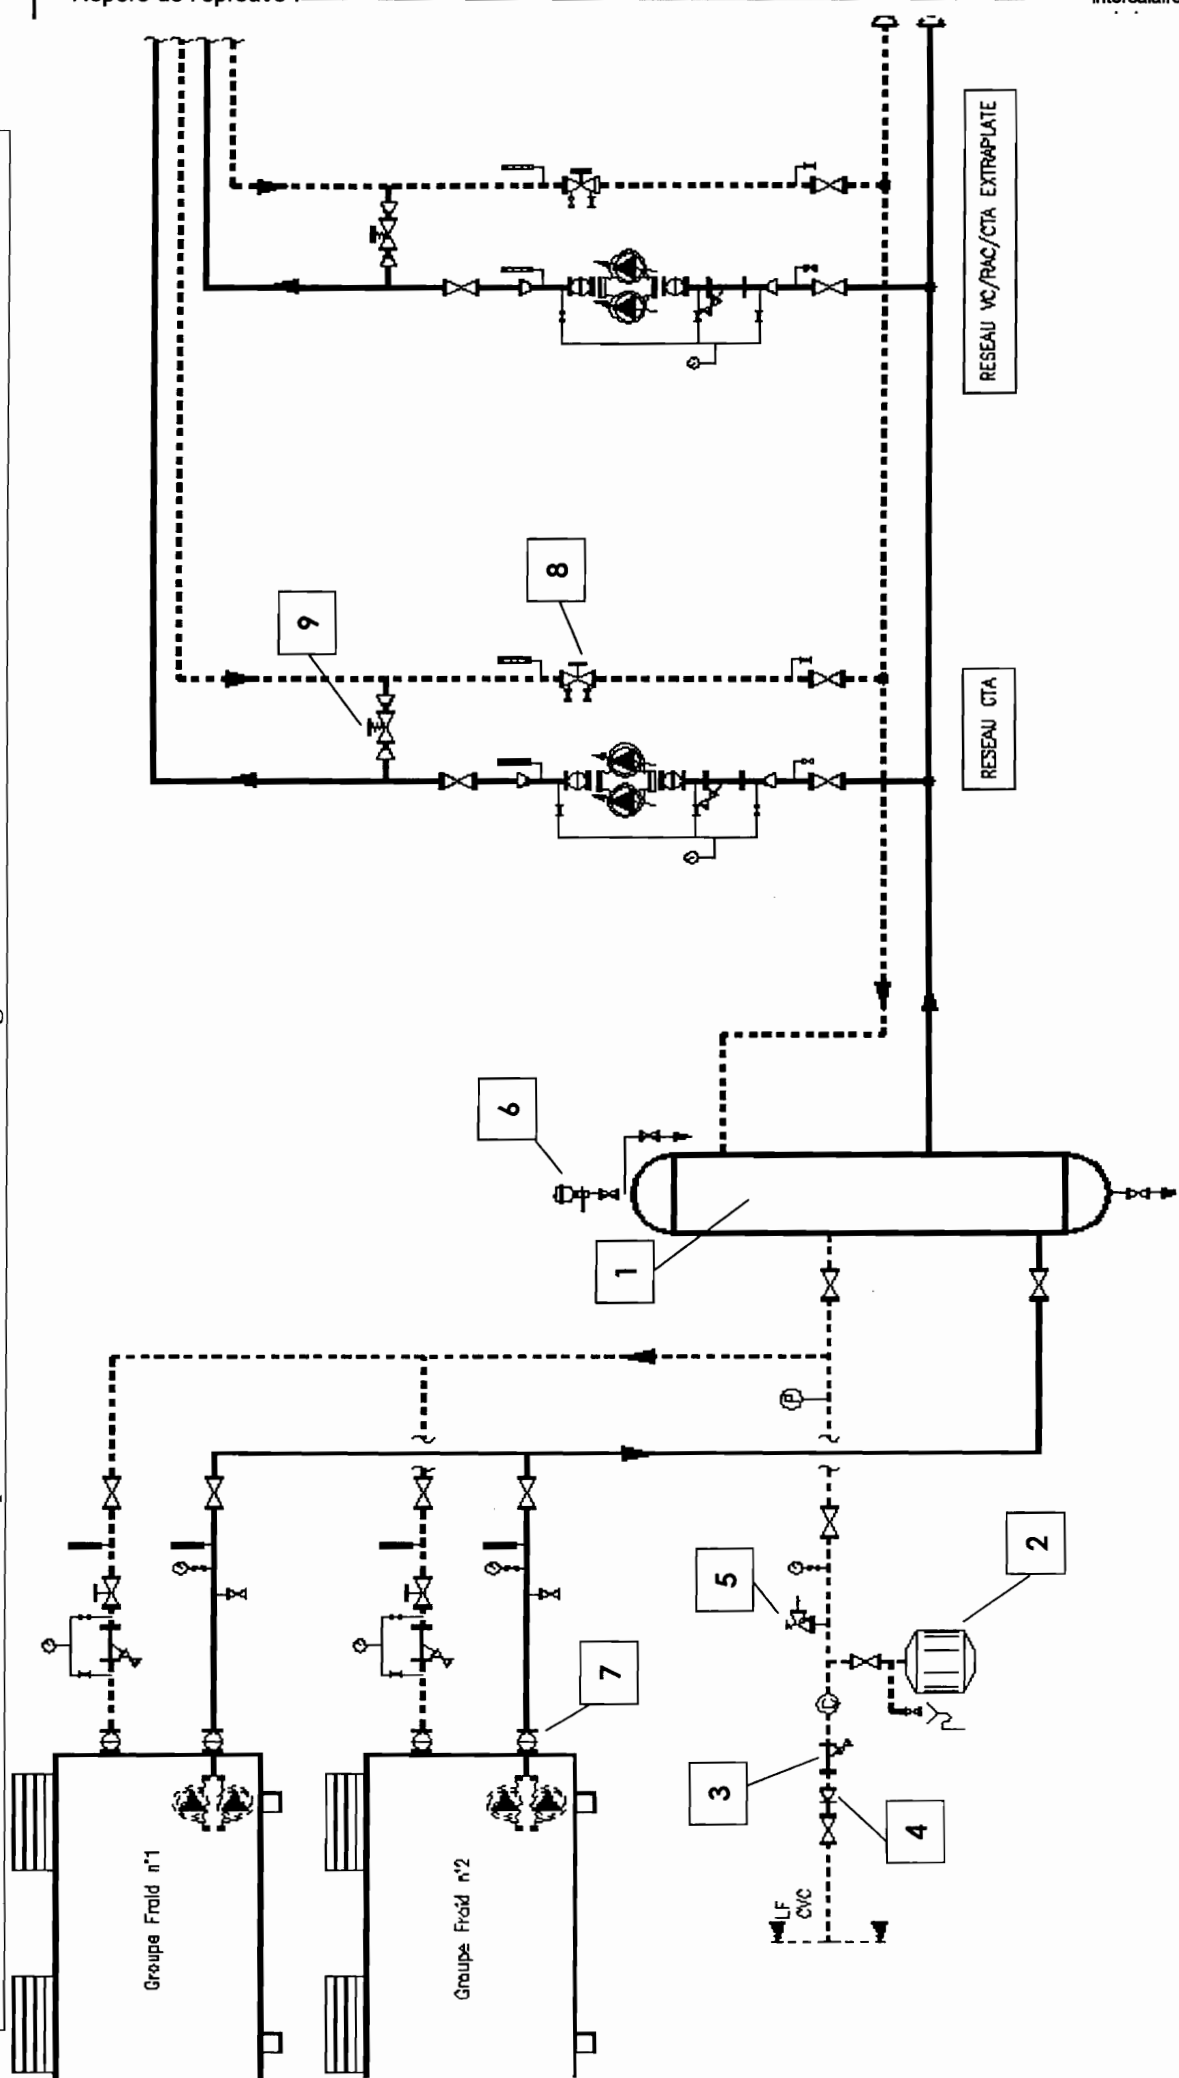 Repère de l'épreuve :
Intercalaire
RESEAU VC/RAC/CTA EXTRAPLATE
RESEAU CTA
9
8
6
1
7
5
2
3
4
LF
CVC
Groupe Froid n°1
Groupe Froid n°2
P